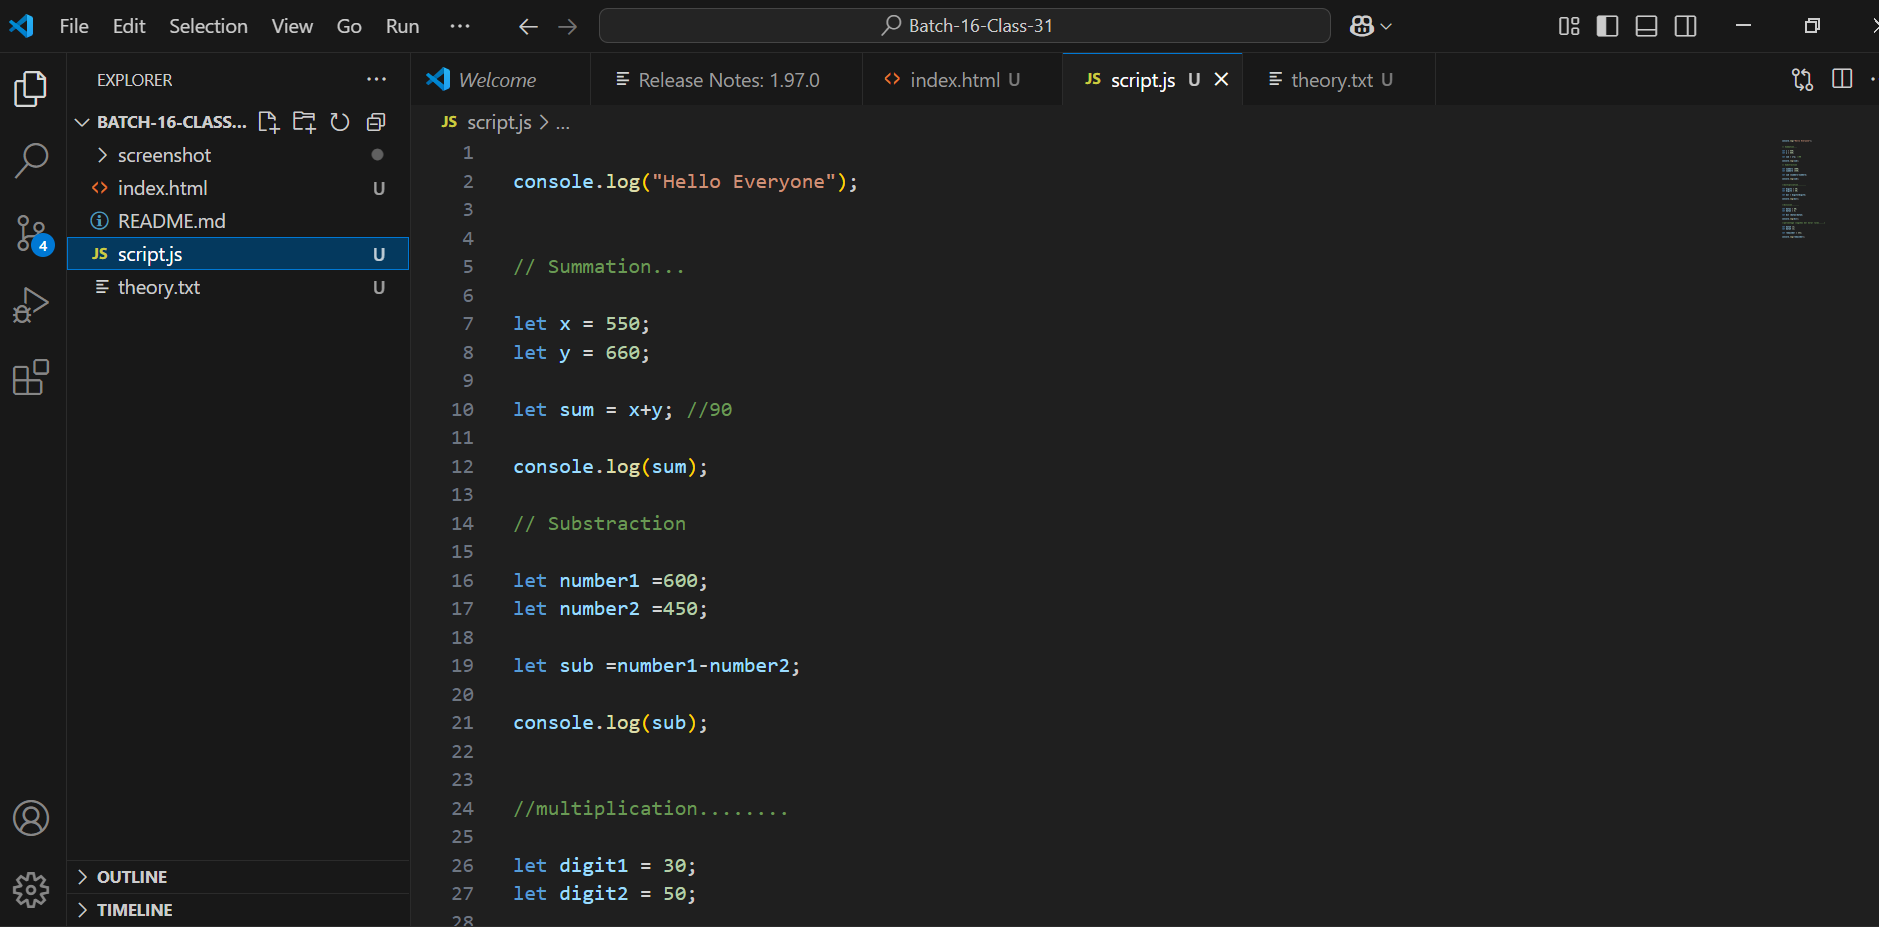 File Edit Selection View Go Run ··· Batch-16-Class-31
EXPLORER ···
BATCH-16-CLASS...
screenshot
index.html U
README.md
script.js U
theory.txt U
4
OUTLINE
TIMELINE
Welcome Release Notes: 1.97.0 index.html U JS script.js U theory.txt U
JS script.js > ...
1
2 console.log("Hello Everyone");
3
4
5 // Summation...
6
7 let x = 550;
8 let y = 660;
9
10 let sum = x+y; //90
11
12 console.log(sum);
13
14 // Substraction
15
16 let number1 =600;
17 let number2 =450;
18
19 let sub =number1-number2;
20
21 console.log(sub);
22
23
24 //multiplication........
25
26 let digit1 = 30;
27 let digit2 = 50;
28